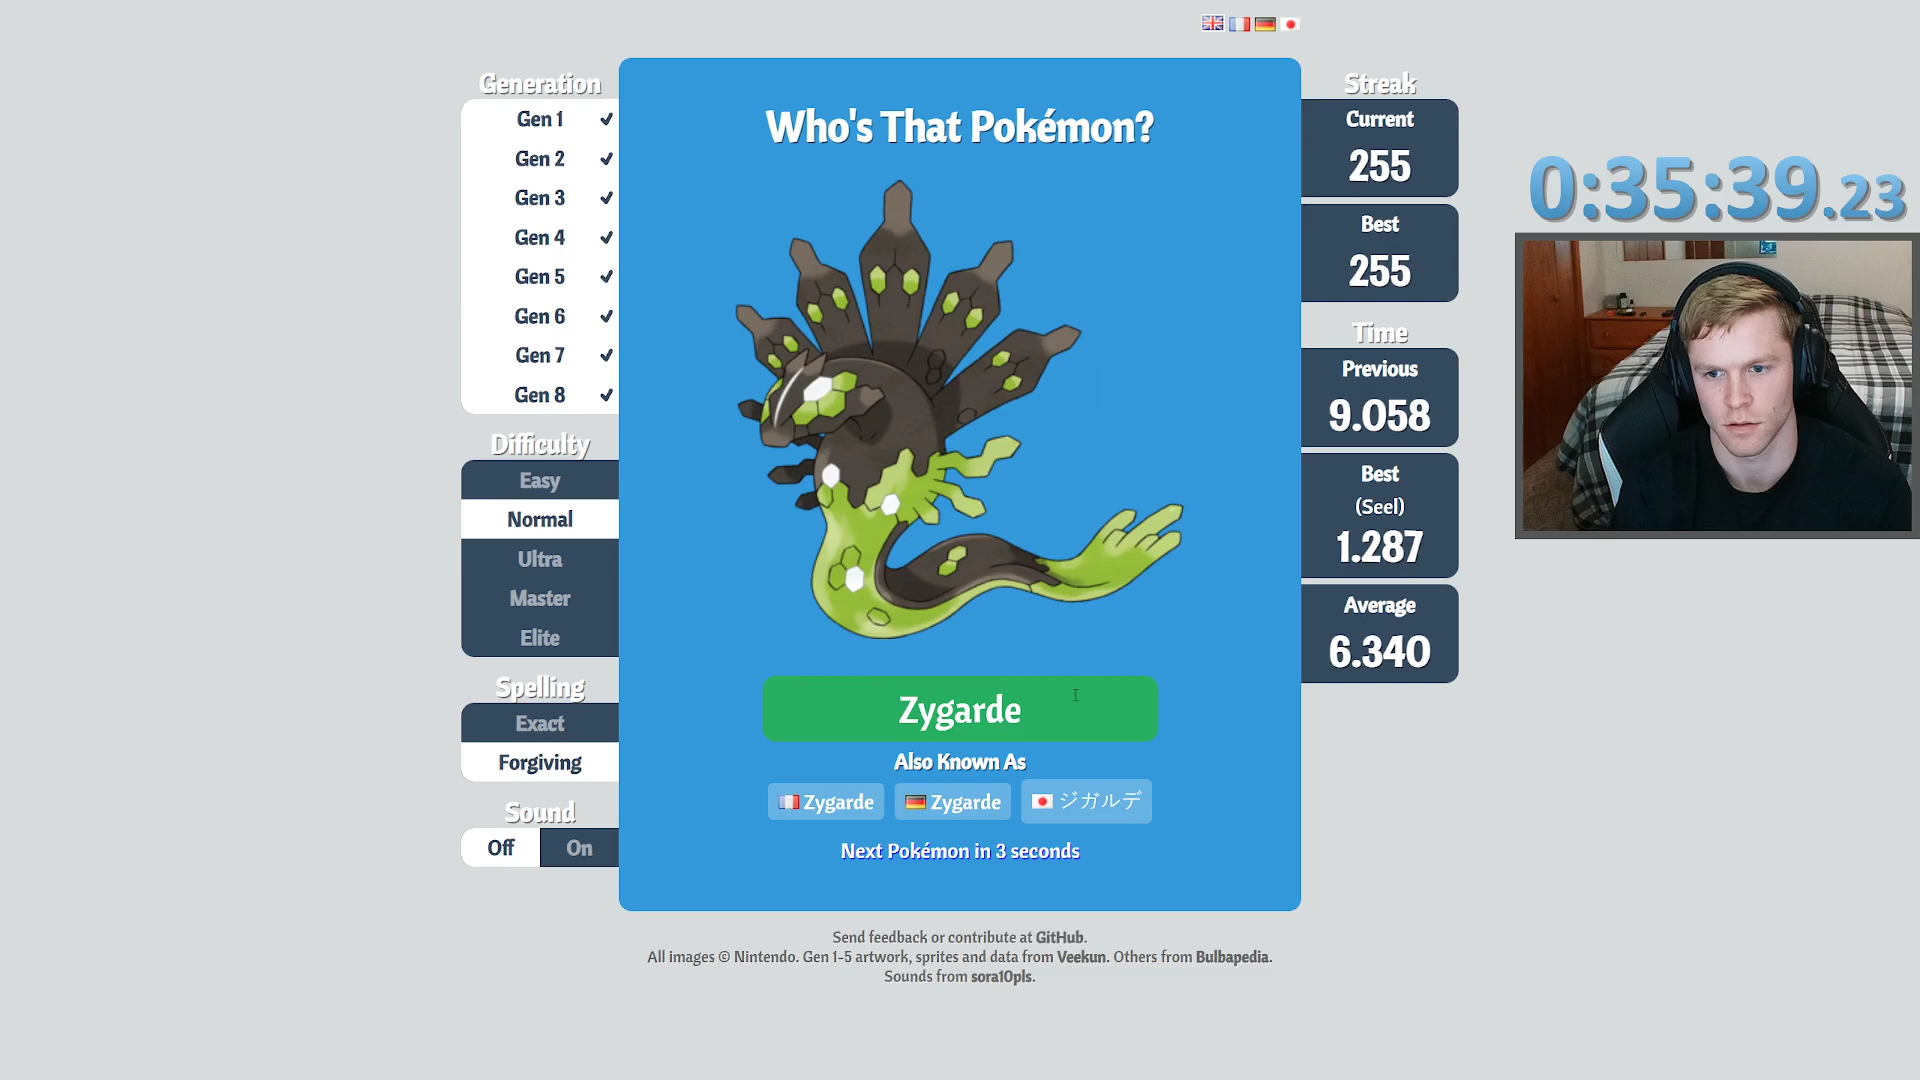 Generation
Gen 1
Gen 2
Gen 3
Gen 4
Gen 5
Gen 6
Gen 7
Gen 8
Difficulty
Easy
Normal
Ultra
Master
Elite
Spelling
Exact
Forgiving
Sound
Off On
Who's That Pokémon?
Zygarde
Also Known As
Zygarde Zygarde ジガルデ
Next Pokémon in 3 seconds
Streak
Current
255
Best
255
Time
Previous
9.058
Best
(Seel)
1.287
Average
6.340
0:35:39.23
Send feedback or contribute at GitHub.
All images © Nintendo. Gen 1-5 artwork, sprites and data from Veekun. Others from Bulbapedia.
Sounds from sora10pls.